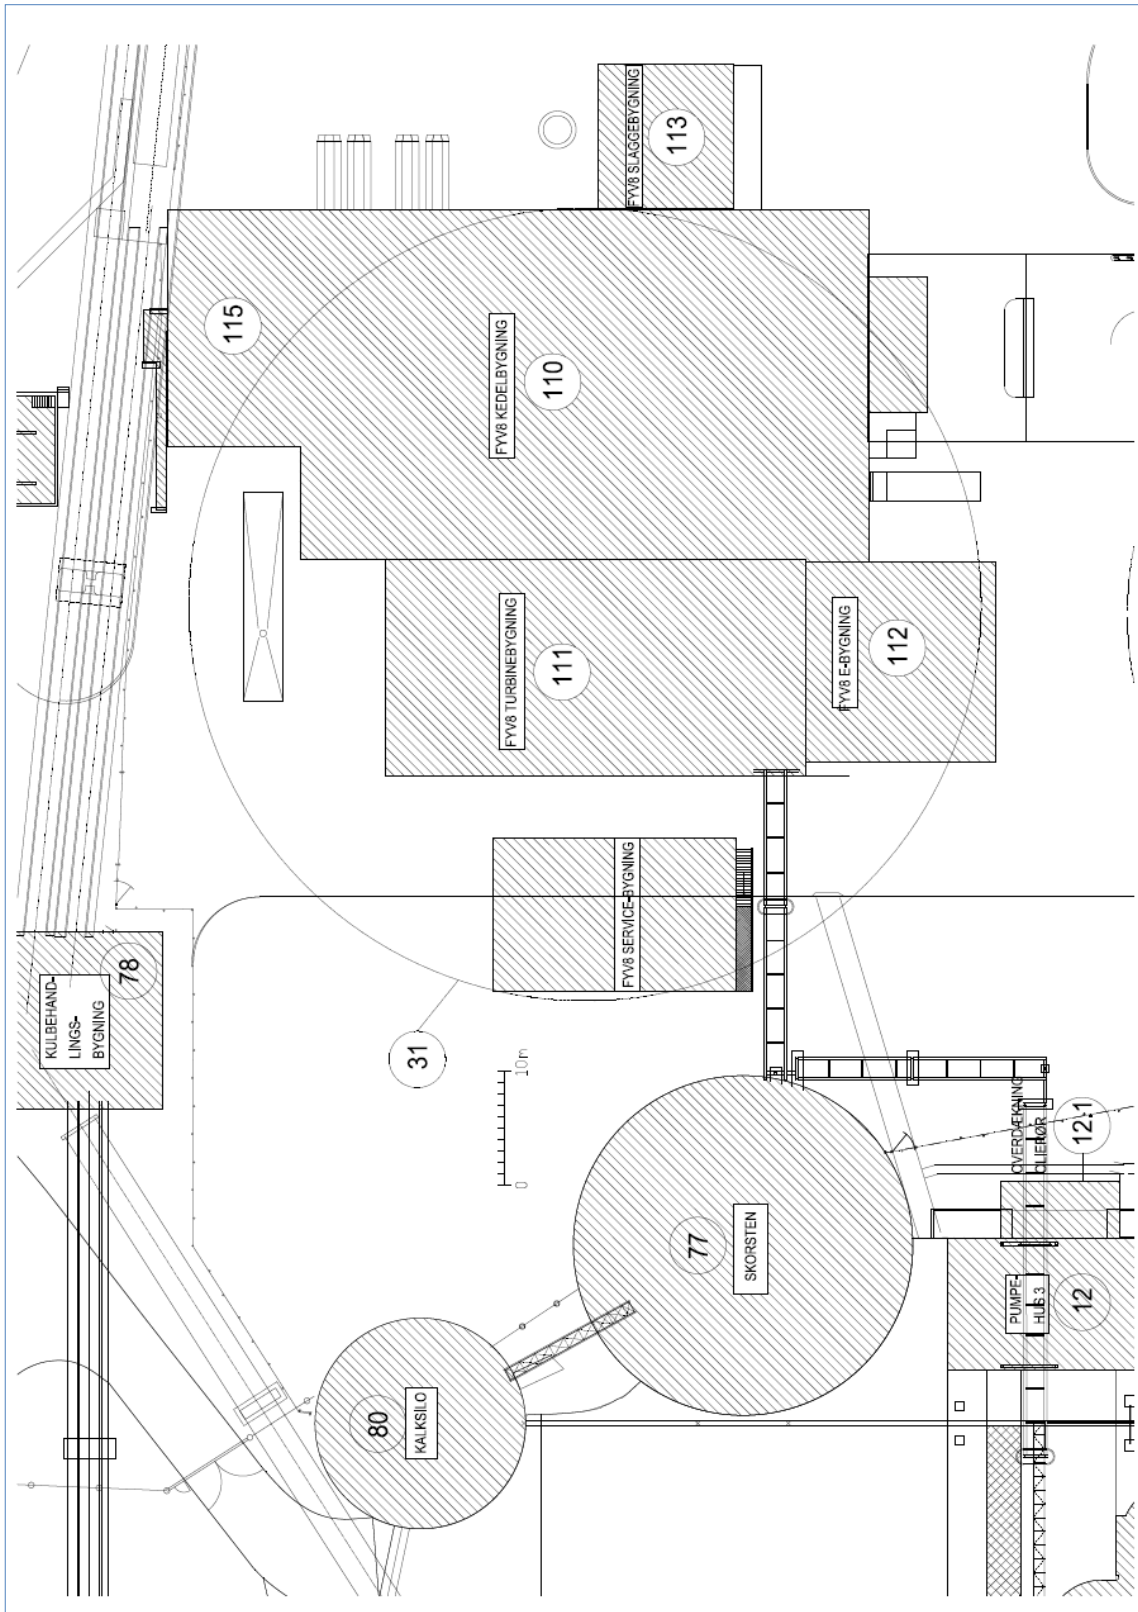 FYV8 SLAGGEBYGNING
113
115
FYV8 KEDELBYGNING
110
FYV8 TURBINEBYGNING
111
FYV8 E-BYGNING
112
FYV8 SERVICE-BYGNING
KULBEHAND-
LINGS-
BYGNING
78
31
0
10m
OVERDÆKNING
OLIERØR
12.1
77
SKORSTEN
PUMPE-
HUS 3
12
80
KALKSILO